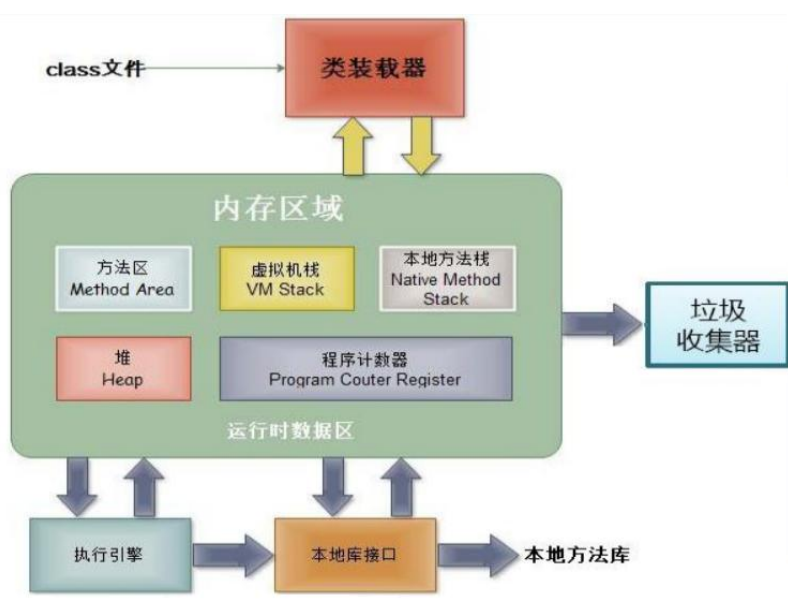 类装载器
class文件
内存区域
方法区
Method Area
虚拟机栈
VM Stack
本地方法栈
Native Method
Stack
垃圾
收集器
堆
Heap
程序计数器
Program Couter Register
运行时数据区
执行引擎
本地库接口
本地方法库